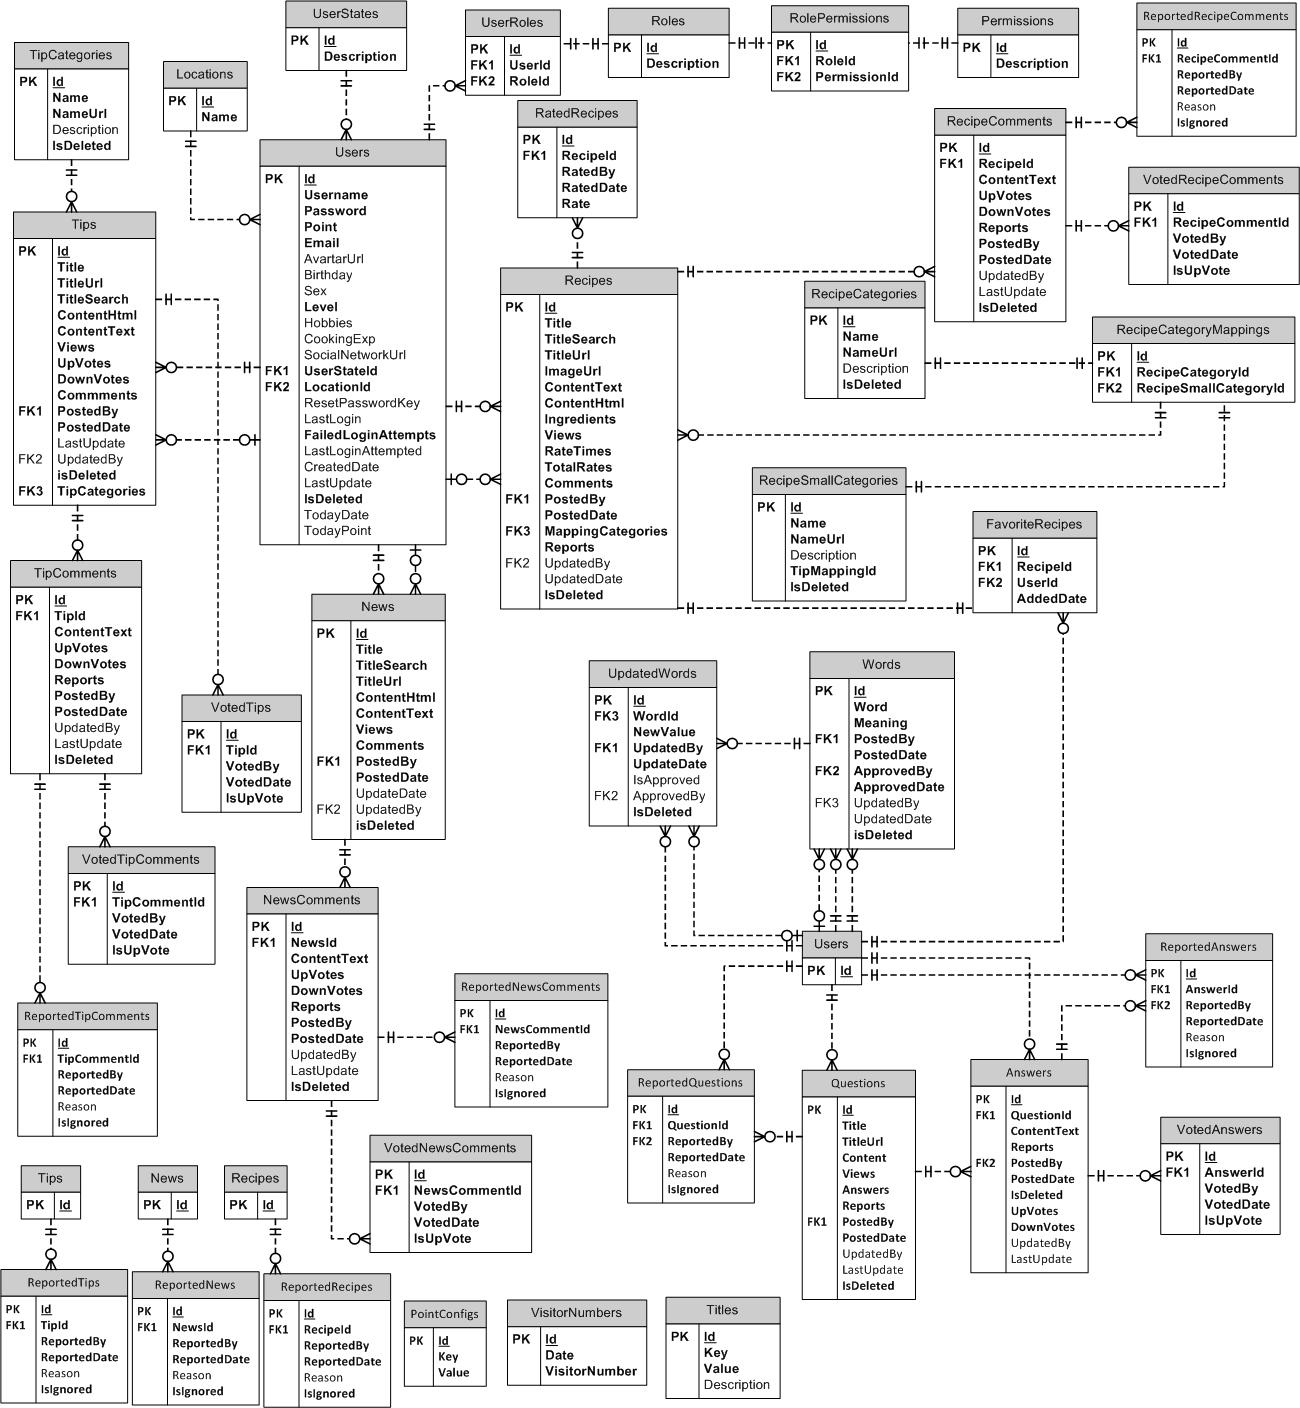 UserStates
PK Id
Description
UserRoles
PK Id
FK1 UserId
FK2 RoleId
Roles
PK Id
Description
RolePermissions
PK Id
FK1 RoleId
FK2 PermissionId
Permissions
PK Id
Description
ReportedRecipeComments
PK Id
FK1 RecipeCommentId
ReportedBy
ReportedDate
Reason
IsIgnored
TipCategories
PK Id
Name
NameUrl
Description
IsDeleted
Locations
PK Id
Name
RatedRecipes
PK Id
FK1 RecipeId
RatedBy
RatedDate
Rate
RecipeComments
PK Id
FK1 RecipeId
ContentText
UpVotes
DownVotes
Reports
PostedBy
PostedDate
UpdatedBy
LastUpdate
IsDeleted
VotedRecipeComments
PK Id
FK1 RecipeCommentId
VotedBy
VotedDate
IsUpVote
Users
PK Id
Username
Password
Point
Email
AvartarUrl
Birthday
Sex
Level
Hobbies
CookingExp
SocialNetworkUrl
FK1 UserStateId
FK2 LocationId
ResetPasswordKey
LastLogin
FailedLoginAttempts
LastLoginAttempted
CreatedDate
LastUpdate
IsDeleted
TodayDate
TodayPoint
Tips
PK Id
Title
TitleUrl
TitleSearch
ContentHtml
ContentText
Views
UpVotes
DownVotes
Commments
FK1 PostedBy
PostedDate
LastUpdate
FK2 UpdatedBy
isDeleted
FK3 TipCategories
Recipes
PK Id
Title
TitleSearch
TitleUrl
ImageUrl
ContentText
ContentHtml
Ingredients
Views
RateTimes
TotalRates
Comments
FK1 PostedBy
PostedDate
FK3 MappingCategories
Reports
FK2 UpdatedBy
UpdatedDate
IsDeleted
RecipeCategories
PK Id
Name
NameUrl
Description
IsDeleted
RecipeCategoryMappings
PK Id
FK1 RecipeCategoryId
FK2 RecipeSmallCategoryId
RecipeSmallCategories
PK Id
Name
NameUrl
Description
TipMappingId
IsDeleted
FavoriteRecipes
PK Id
FK1 RecipeId
FK2 UserId
AddedDate
TipComments
PK Id
FK1 TipId
ContentText
UpVotes
DownVotes
Reports
PostedBy
PostedDate
UpdatedBy
LastUpdate
IsDeleted
News
PK Id
Title
TitleSearch
TitleUrl
ContentHtml
ContentText
Views
Comments
FK1 PostedBy
PostedDate
UpdateDate
FK2 UpdatedBy
isDeleted
VotedTips
PK Id
FK1 TipId
VotedBy
VotedDate
IsUpVote
UpdatedWords
PK Id
FK3 WordId
NewValue
FK1 UpdatedBy
UpdateDate
IsApproved
FK2 ApprovedBy
IsDeleted
Words
PK Id
Word
Meaning
FK1 PostedBy
PostedDate
FK2 ApprovedBy
ApprovedDate
FK3 UpdatedBy
UpdatedDate
isDeleted
VotedTipComments
PK Id
FK1 TipCommentId
VotedBy
VotedDate
IsUpVote
NewsComments
PK Id
FK1 NewsId
ContentText
UpVotes
DownVotes
Reports
PostedBy
PostedDate
UpdatedBy
LastUpdate
IsDeleted
Users
PK Id
ReportedAnswers
PK Id
FK1 AnswerId
FK2 ReportedBy
ReportedDate
Reason
IsIgnored
ReportedTipComments
PK Id
FK1 TipCommentId
ReportedBy
ReportedDate
Reason
IsIgnored
ReportedNewsComments
PK Id
FK1 NewsCommentId
ReportedBy
ReportedDate
Reason
IsIgnored
ReportedQuestions
PK Id
FK1 QuestionId
FK2 ReportedBy
ReportedDate
Reason
IsIgnored
Questions
PK Id
Title
TitleUrl
Content
Views
Answers
Reports
FK1 PostedBy
PostedDate
UpdatedBy
LastUpdate
IsDeleted
Answers
PK Id
FK1 QuestionId
ContentText
Reports
FK2 PostedBy
PostedDate
IsDeleted
UpVotes
DownVotes
UpdatedBy
LastUpdate
VotedAnswers
PK Id
FK1 AnswerId
VotedBy
VotedDate
IsUpVote
VotedNewsComments
PK Id
FK1 NewsCommentId
VotedBy
VotedDate
IsUpVote
Tips
PK Id
News
PK Id
Recipes
PK Id
ReportedTips
PK Id
FK1 TipId
ReportedBy
ReportedDate
Reason
IsIgnored
ReportedNews
PK Id
FK1 NewsId
ReportedBy
ReportedDate
Reason
IsIgnored
ReportedRecipes
PK Id
FK1 RecipeId
ReportedBy
ReportedDate
Reason
IsIgnored
PointConfigs
PK Id
Key
Value
VisitorNumbers
PK Id
Date
VisitorNumber
Titles
PK Id
Key
Value
Description